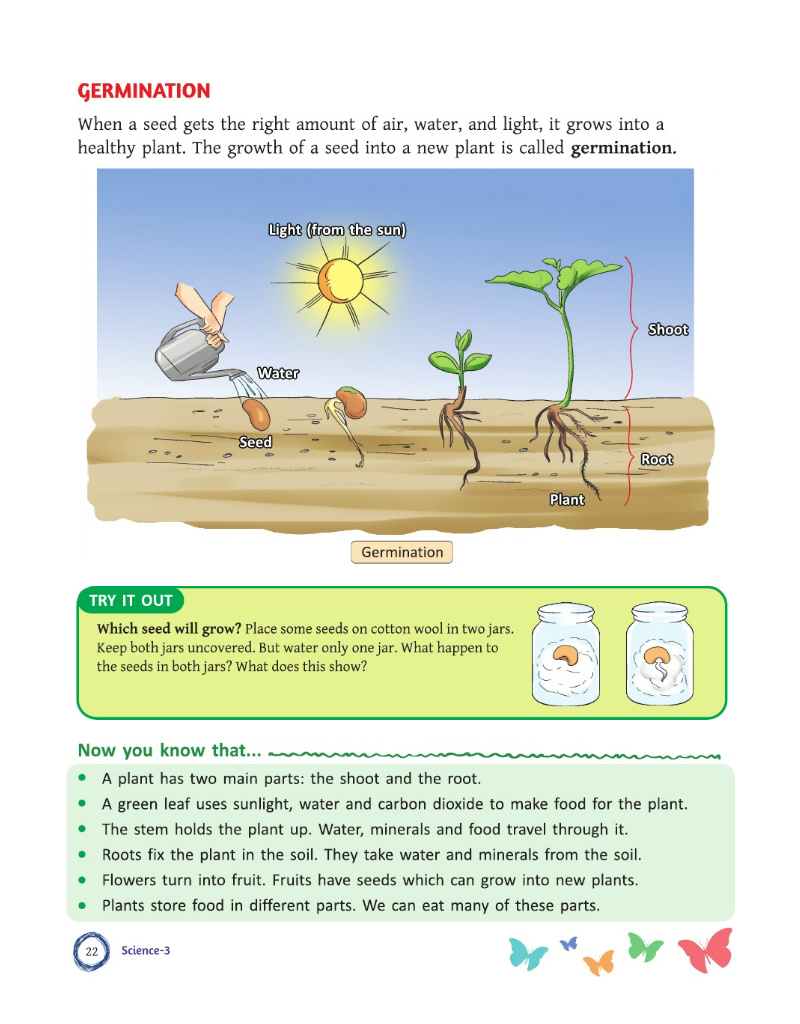 GERMINATION
When a seed gets the right amount of air, water, and light, it grows into a
healthy plant. The growth of a seed into a new plant is called germination.
Light (from the sun)
Shoot
Water
Seed
Root
Plant
Germination
TRY IT OUT
Which seed will grow? Place some seeds on cotton wool in two jars.
Keep both jars uncovered. But water only one jar. What happen to
the seeds in both jars? What does this show?
Now you know that...
• A plant has two main parts: the shoot and the root.
• A green leaf uses sunlight, water and carbon dioxide to make food for the plant.
• The stem holds the plant up. Water, minerals and food travel through it.
• Roots fix the plant in the soil. They take water and minerals from the soil.
• Flowers turn into fruit. Fruits have seeds which can grow into new plants.
• Plants store food in different parts. We can eat many of these parts.
22 Science-3